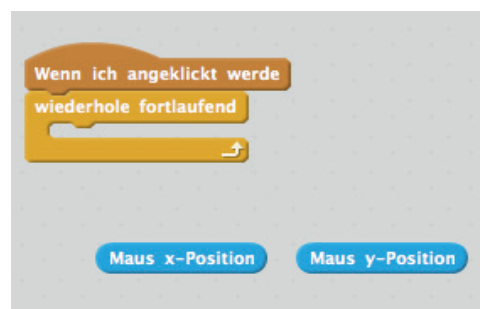 Wenn ich angeklickt werde
wiederhole fortlaufend
Maus x-Position Maus y-Position